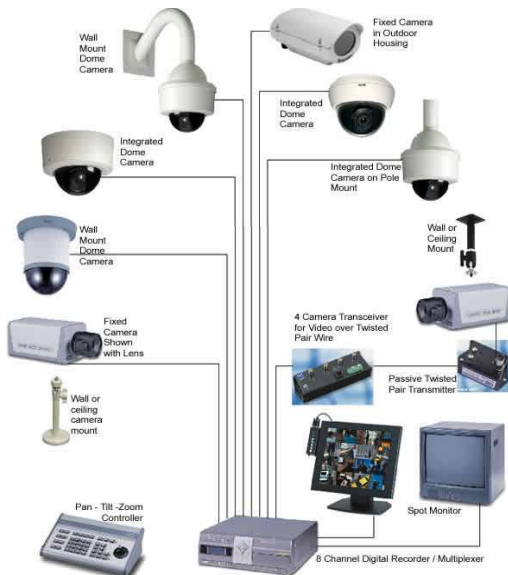 Wall
Mount
Dome
Camera
Fixed Camera
in Outdoor
Housing
Integrated
Dome
Camera
Integrated
Dome
Camera
Integrated Dome
Camera on Pole
Mount
Wall
Mount
Dome
Camera
Wall or
Ceiling
Mount
Fixed
Camera
Shown
with Lens
4 Camera Transceiver
for Video over Twisted
Pair Wire
Passive Twisted
Pair Transmitter
Wall or
ceiling
camera
mount
Pan - Tilt -Zoom
Controller
Spot Monitor
8 Channel Digital Recorder / Multiplexer